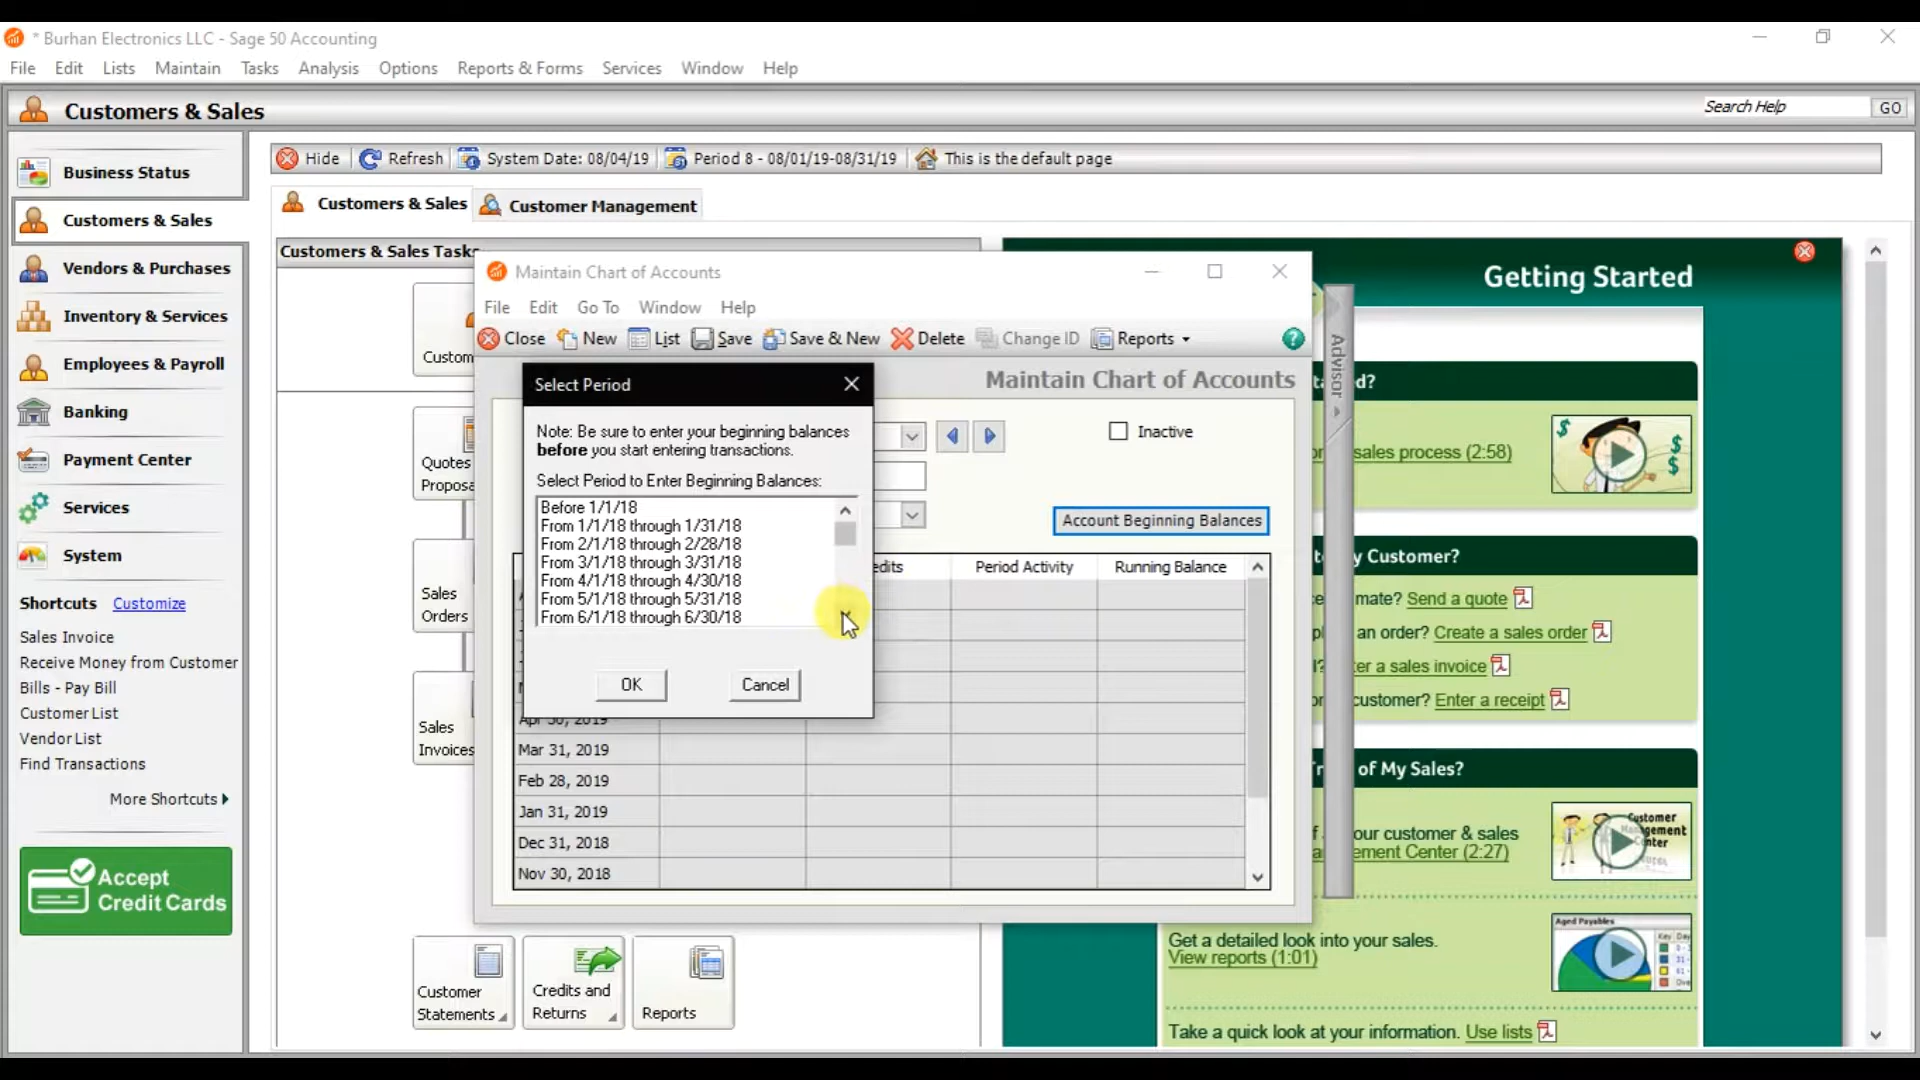 * Burhan Electronics LLC - Sage 50 Accounting
File Edit Lists Maintain Tasks Analysis Options Reports & Forms Services Window Help
Customers & Sales
Search Help GO
Business Status
Customers & Sales
Vendors & Purchases
Inventory & Services
Employees & Payroll
Banking
Payment Center
Services
System
Shortcuts Customize
Sales Invoice
Receive Money from Customer
Bills - Pay Bill
Customer List
Vendor List
Find Transactions
More Shortcuts
Accept
Credit Cards
Hide Refresh System Date: 08/04/19 Period 8 - 08/01/19-08/31/19 This is the default page
Customers & Sales Customer Management
Customers & Sales Tasks
Custom
Quotes
Propos
Sales
Orders
Sales
Invoices
Customer
Statements
Credits and
Returns
Reports
Maintain Chart of Accounts
File Edit Go To Window Help
Close New List Save Save & New Delete Change ID Reports
Maintain Chart of Accounts
Inactive
Account Beginning Balances
edits Period Activity Running Balance
Apr 30, 2019
Mar 31, 2019
Feb 28, 2019
Jan 31, 2019
Dec 31, 2018
Nov 30, 2018
Select Period
Note: Be sure to enter your beginning balances
before you start entering transactions.
Select Period to Enter Beginning Balances:
Before 1/1/18
From 1/1/18 through 1/31/18
From 2/1/18 through 2/28/18
From 3/1/18 through 3/31/18
From 4/1/18 through 4/30/18
From 5/1/18 through 5/31/18
From 6/1/18 through 6/30/18
OK Cancel
Advisor
Getting Started
ed?
sales process (2:58)
y Customer?
mate? Send a quote
an order? Create a sales order
er a sales invoice
customer? Enter a receipt
of My Sales?
our customer & sales
ement Center (2:27)
Customer
Center
Get a detailed look into your sales.
View reports (1:01)
Aged Payables
Take a quick look at your information. Use lists